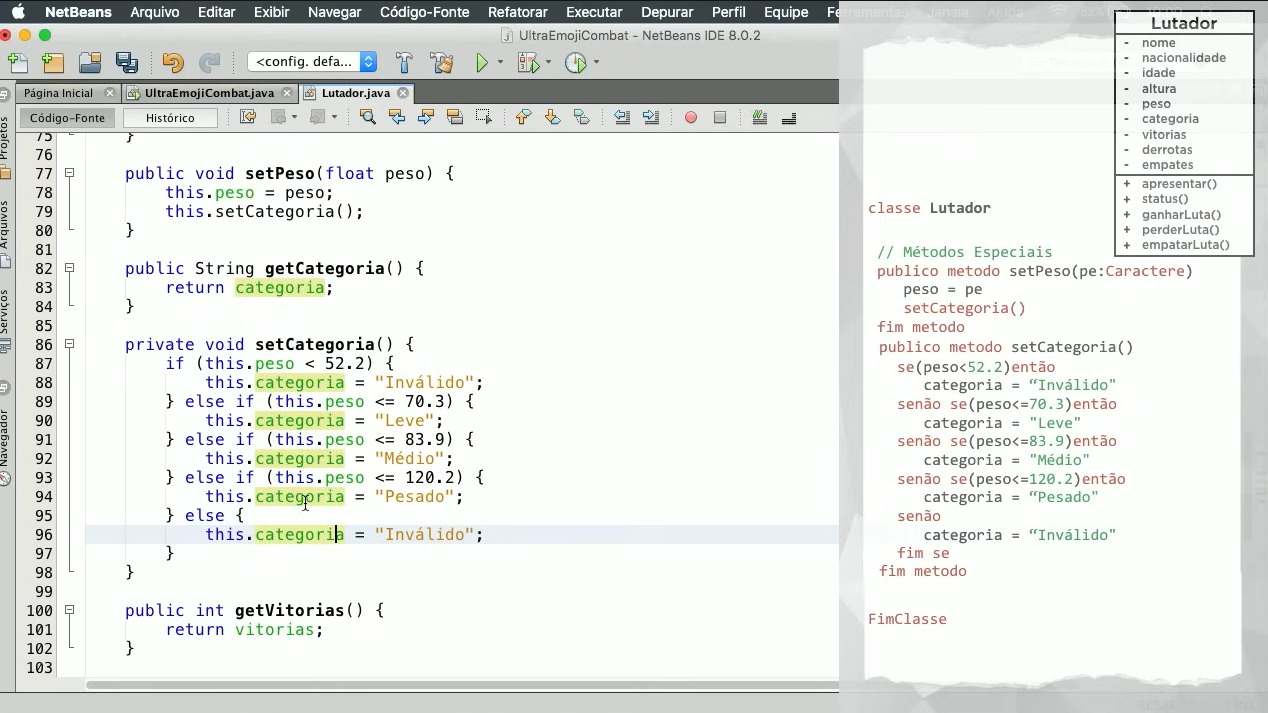 NetBeans Arquivo Editar Exibir Navegar Código-Fonte Refatorar Executar Depurar Perfil Equipe Ferramentas Janela Ajuda
UltraEmojiCombat - NetBeans IDE 8.0.2
<config. defa...
Página Inicial UltraEmojiCombat.java Lutador.java
Código-Fonte Histórico
Projetos
Arquivos
Serviços
Navegador
75 }
76
77 public void setPeso(float peso) {
78 this.peso = peso;
79 this.setCategoria();
80 }
81
82 public String getCategoria() {
83 return categoria;
84 }
85
86 private void setCategoria() {
87 if (this.peso < 52.2) {
88 this.categoria = "Inválido";
89 } else if (this.peso <= 70.3) {
90 this.categoria = "Leve";
91 } else if (this.peso <= 83.9) {
92 this.categoria = "Médio";
93 } else if (this.peso <= 120.2) {
94 this.categoria = "Pesado";
95 } else {
96 this.categoria = "Inválido";
97 }
98 }
99
100 public int getVitorias() {
101 return vitorias;
102 }
103
Lutador
- nome
- nacionalidade
- idade
- altura
- peso
- categoria
- vitorias
- derrotas
- empates
+ apresentar()
+ status()
+ ganharLuta()
+ perderLuta()
+ empatarLuta()
classe Lutador
// Métodos Especiais
publico metodo setPeso(pe:Caractere)
peso = pe
setCategoria()
fim metodo
publico metodo setCategoria()
se(peso<52.2)então
categoria = “Inválido"
senão se(peso<=70.3)então
categoria = "Leve"
senão se(peso<=83.9)então
categoria = "Médio"
senão se(peso<=120.2)então
categoria = “Pesado"
senão
categoria = “Inválido"
fim se
fim metodo
FimClasse